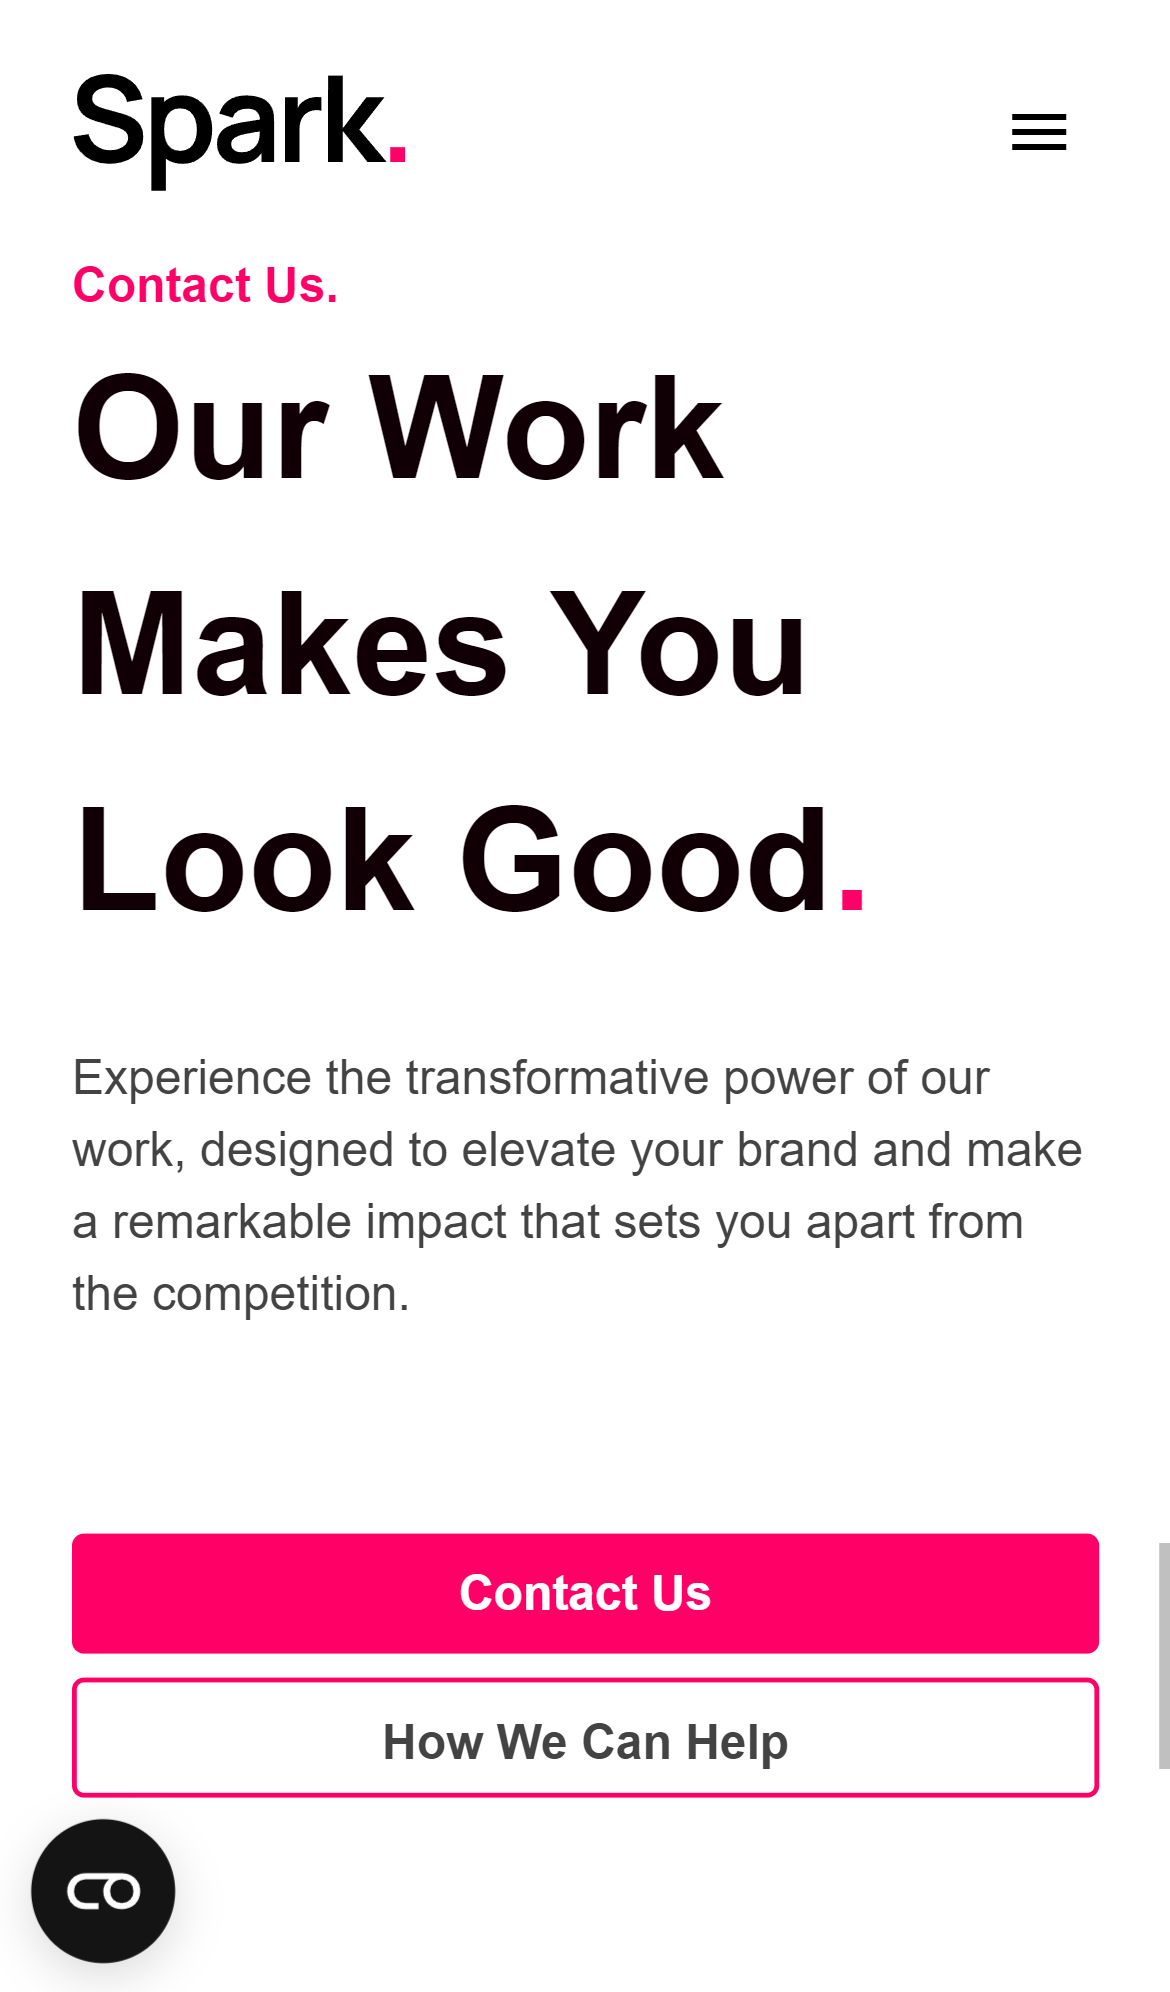 Spark.
Contact Us.
Our Work
Makes You
Look Good.
Experience the transformative power of our
work, designed to elevate your brand and make
a remarkable impact that sets you apart from
the competition.
Contact Us
How We Can Help